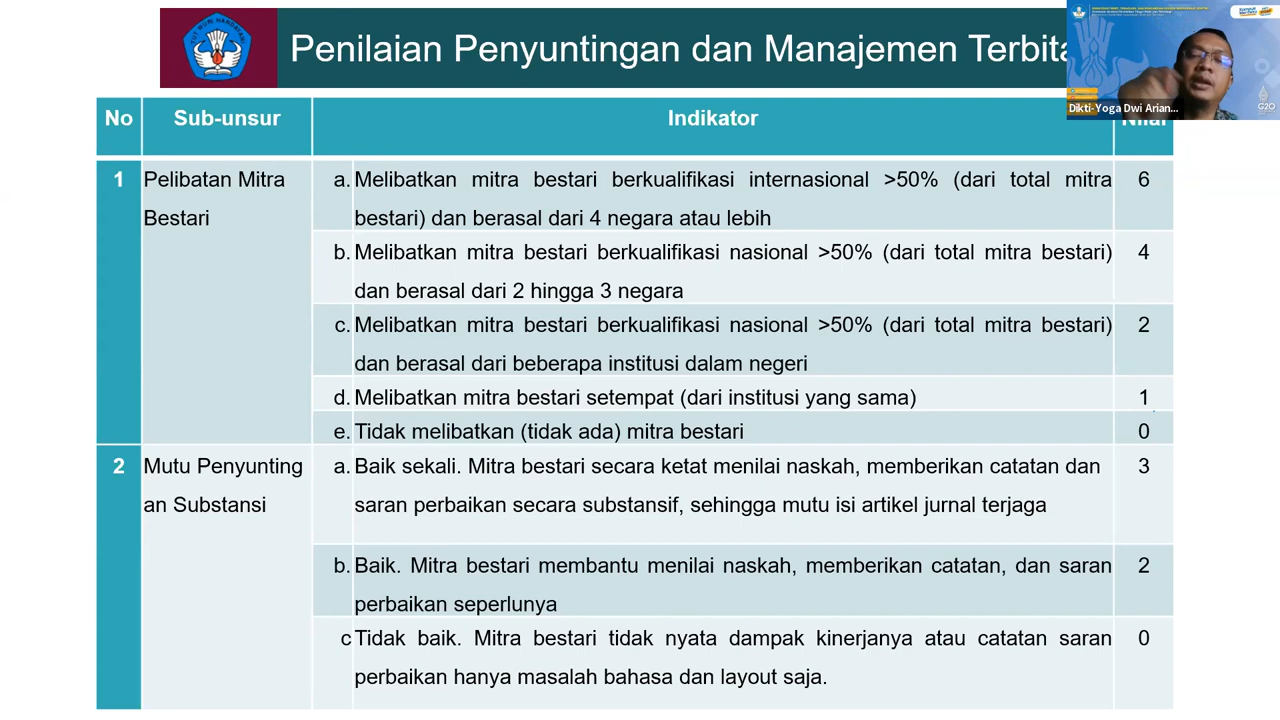 TUT WURI HANDAYANI
Penilaian Penyuntingan dan Manajemen
Dikti-Yoga Dwi Arian...
G20
No Sub-unsur Indikator
1 Pelibatan Mitra Bestari
a. Melibatkan mitra bestari berkualifikasi internasional >50% (dari total mitra 6
bestari) dan berasal dari 4 negara atau lebih
b. Melibatkan mitra bestari berkualifikasi nasional >50% (dari total mitra bestari) 4
dan berasal dari 2 hingga 3 negara
c. Melibatkan mitra bestari berkualifikasi nasional >50% (dari total mitra bestari) 2
dan berasal dari beberapa institusi dalam negeri
d. Melibatkan mitra bestari setempat (dari institusi yang sama) 1
e. Tidak melibatkan (tidak ada) mitra bestari 0
2 Mutu Penyunting
an Substansi
a. Baik sekali. Mitra bestari secara ketat menilai naskah, memberikan catatan dan 3
saran perbaikan secara substansif, sehingga mutu isi artikel jurnal terjaga
b. Baik. Mitra bestari membantu menilai naskah, memberikan catatan, dan saran 2
perbaikan seperlunya
c Tidak baik. Mitra bestari tidak nyata dampak kinerjanya atau catatan saran 0
perbaikan hanya masalah bahasa dan layout saja.